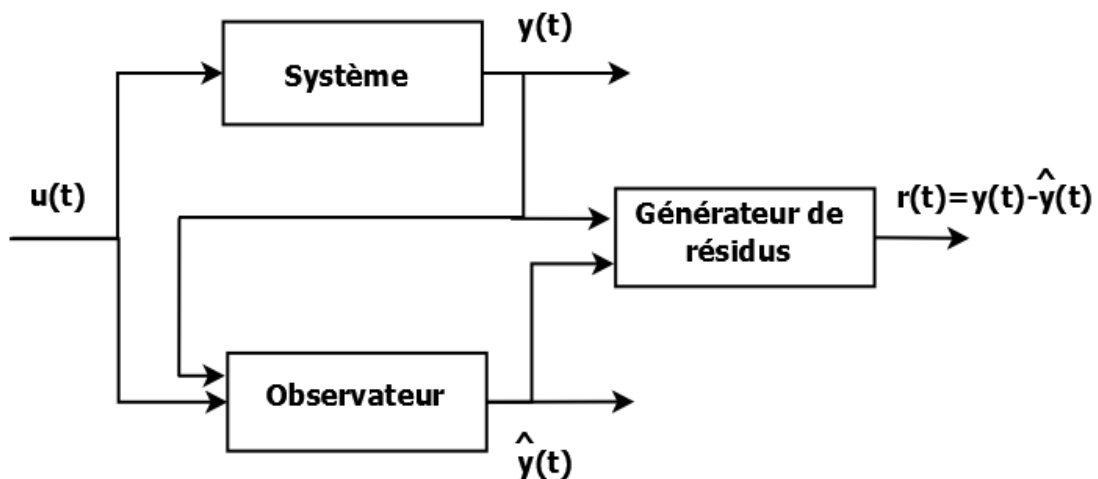 y(t)
Système
u(t)
Générateur de
résidus
r(t)=y(t)-ŷ(t)
Observateur
ŷ(t)